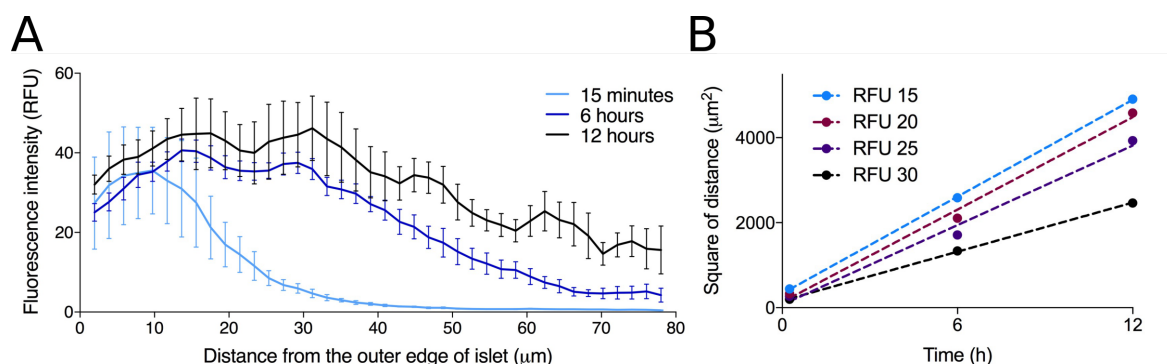 A
B
Fluorescence intensity (RFU)
60
40
20
0
15 minutes
6 hours
12 hours
0 10 20 30 40 50 60 70 80
Distance from the outer edge of islet (μm)
Square of distance (μm²)
4000
2000
0
RFU 15
RFU 20
RFU 25
RFU 30
0 6 12
Time (h)